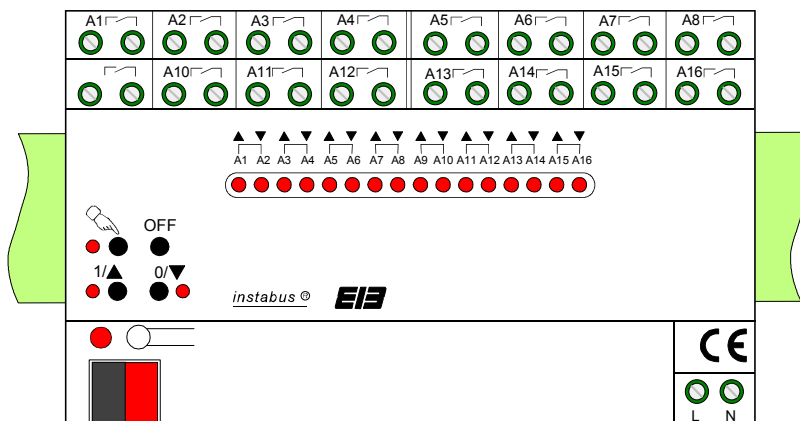 A1 A2 A3 A4 A5 A6 A7 A8
A10 A11 A12 A13 A14 A15 A16
▲ ▼ ▲ ▼ ▲ ▼ ▲ ▼ ▲ ▼ ▲ ▼ ▲ ▼ ▲ ▼
A1 A2 A3 A4 A5 A6 A7 A8 A9 A10 A11 A12 A13 A14 A15 A16
OFF
1/▲ 0/▼
instabus ® EIB
CE
L N